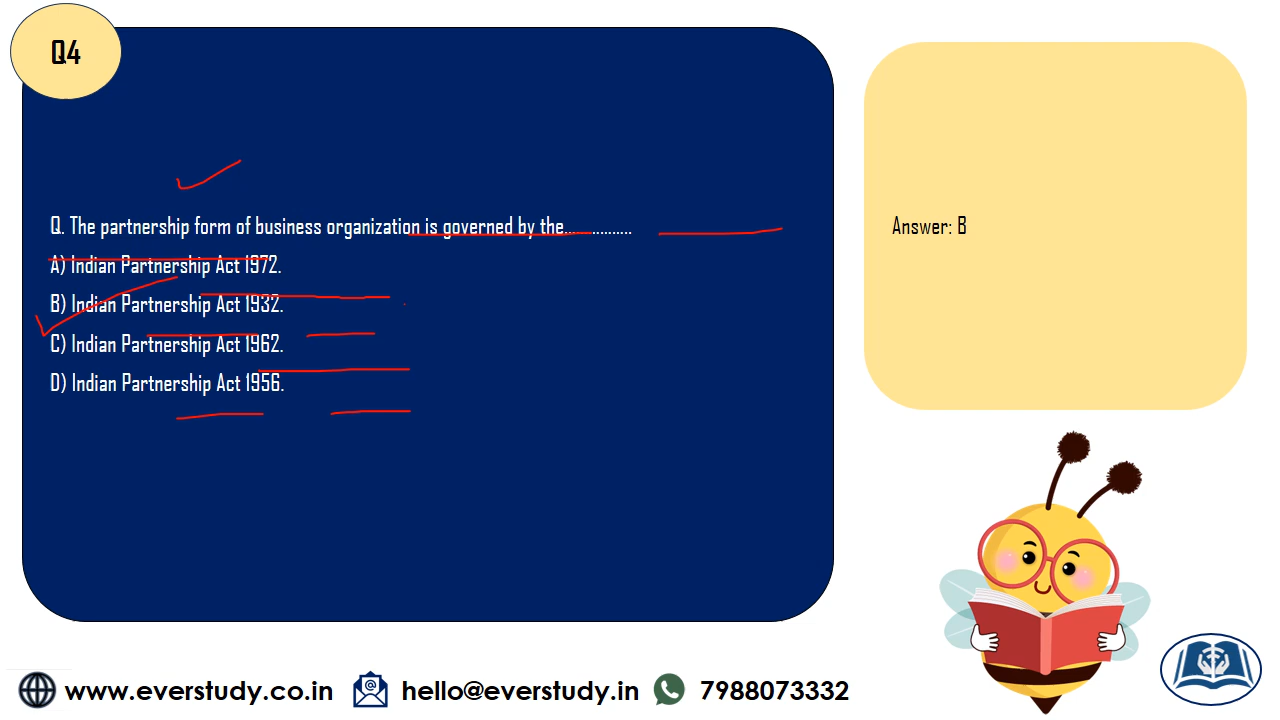 Q4
Q. The partnership form of business organization is governed by the...............
A) Indian Partnership Act 1972.
B) Indian Partnership Act 1932.
C) Indian Partnership Act 1962.
D) Indian Partnership Act 1956.
Answer: B
www.everstudy.co.in hello@everstudy.in 7988073332